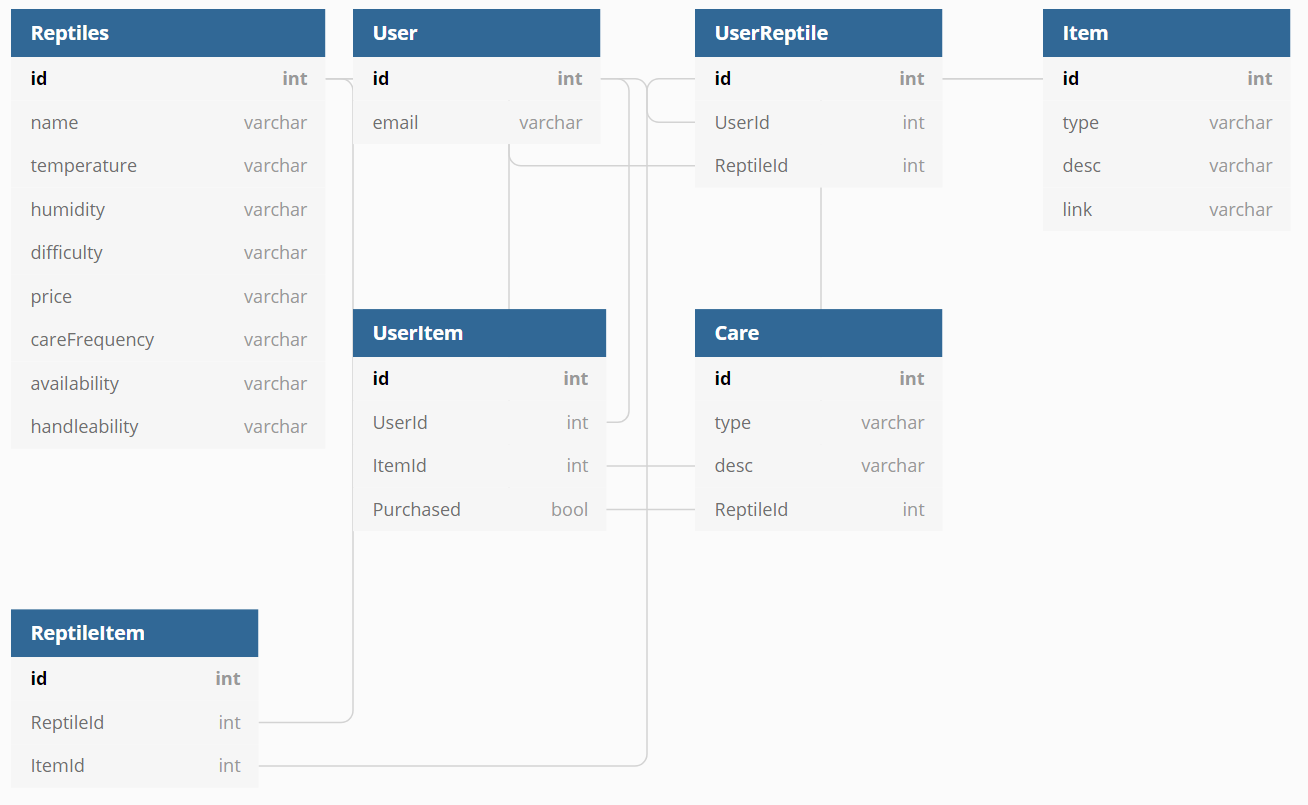 Reptiles
id int
name varchar
temperature varchar
humidity varchar
difficulty varchar
price varchar
careFrequency varchar
availability varchar
handleability varchar
User
id int
email varchar
UserReptile
id int
UserId int
ReptileId int
Item
id int
type varchar
desc varchar
link varchar
UserItem
id int
UserId int
ItemId int
Purchased bool
Care
id int
type varchar
desc varchar
ReptileId int
ReptileItem
id int
ReptileId int
ItemId int